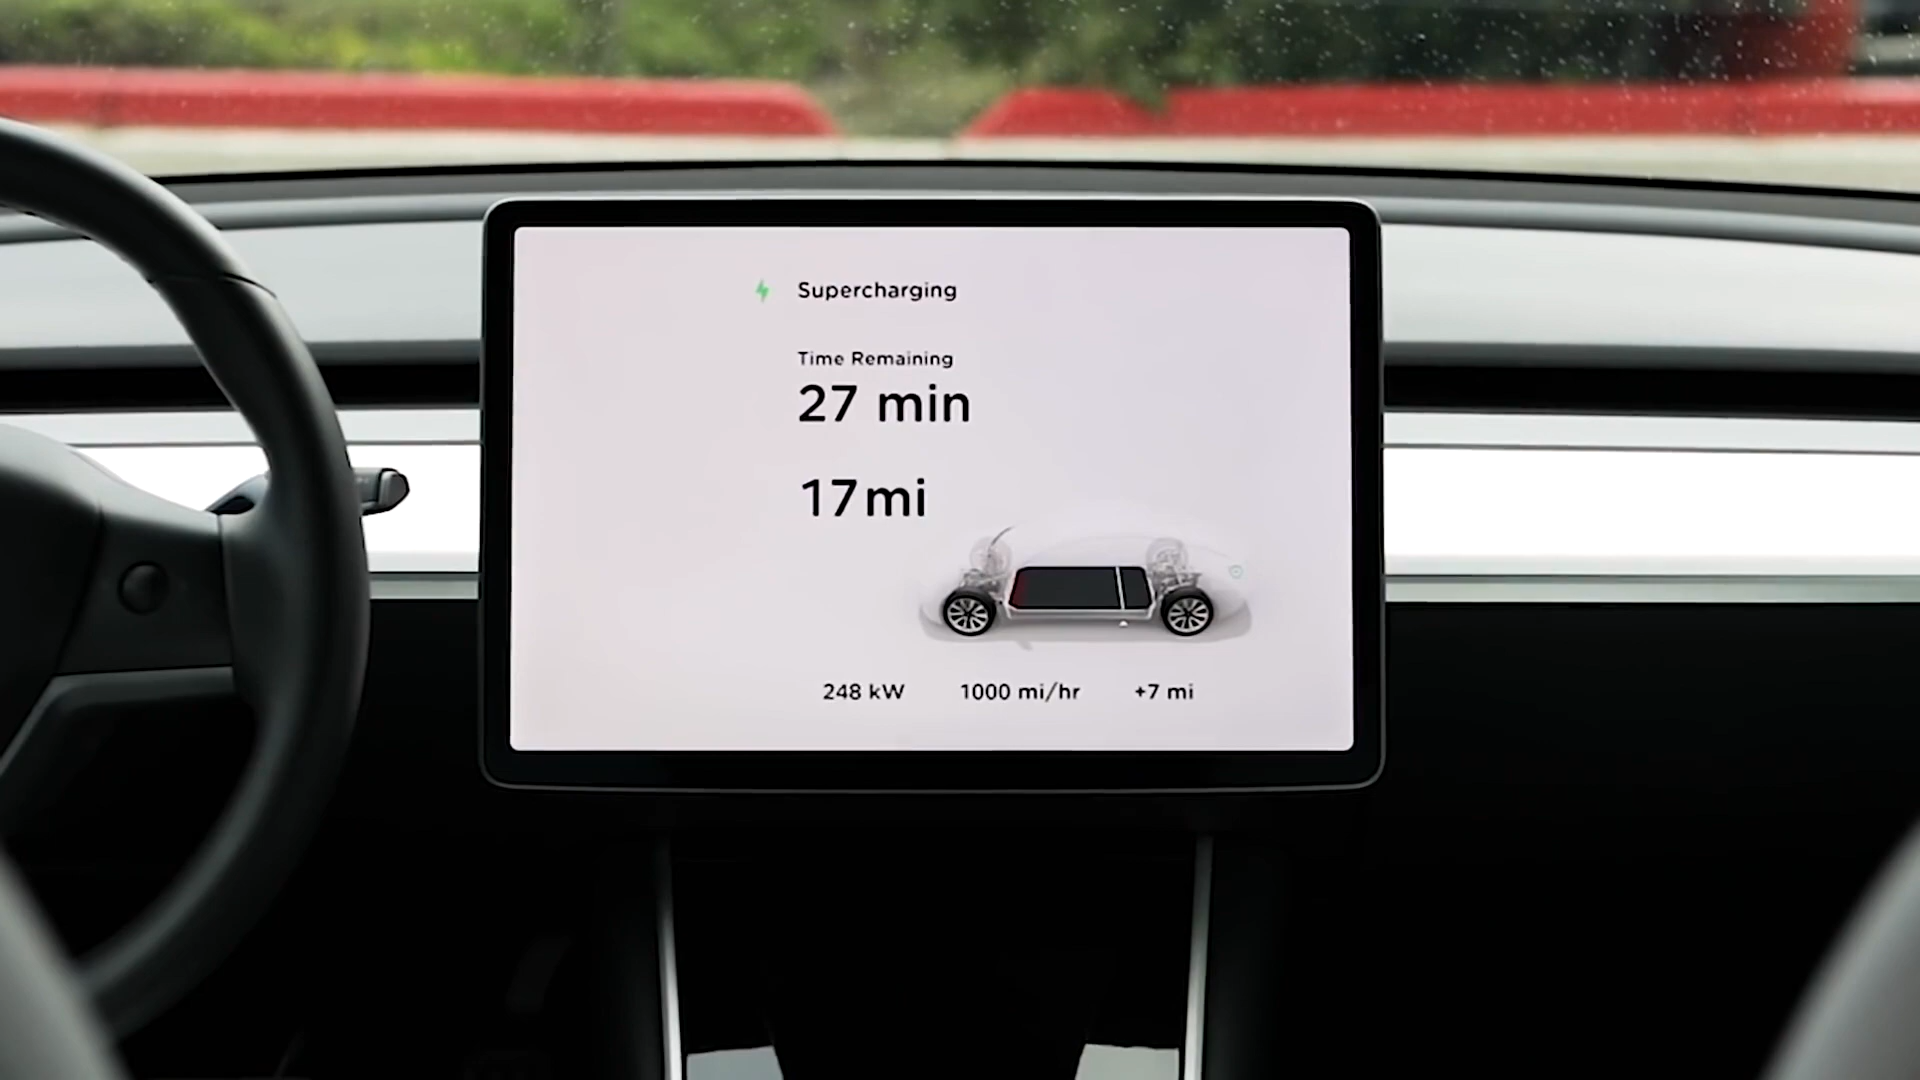 Supercharging
Time Remaining
27 min
17 mi
248 kW 1000 mi/hr +7 mi